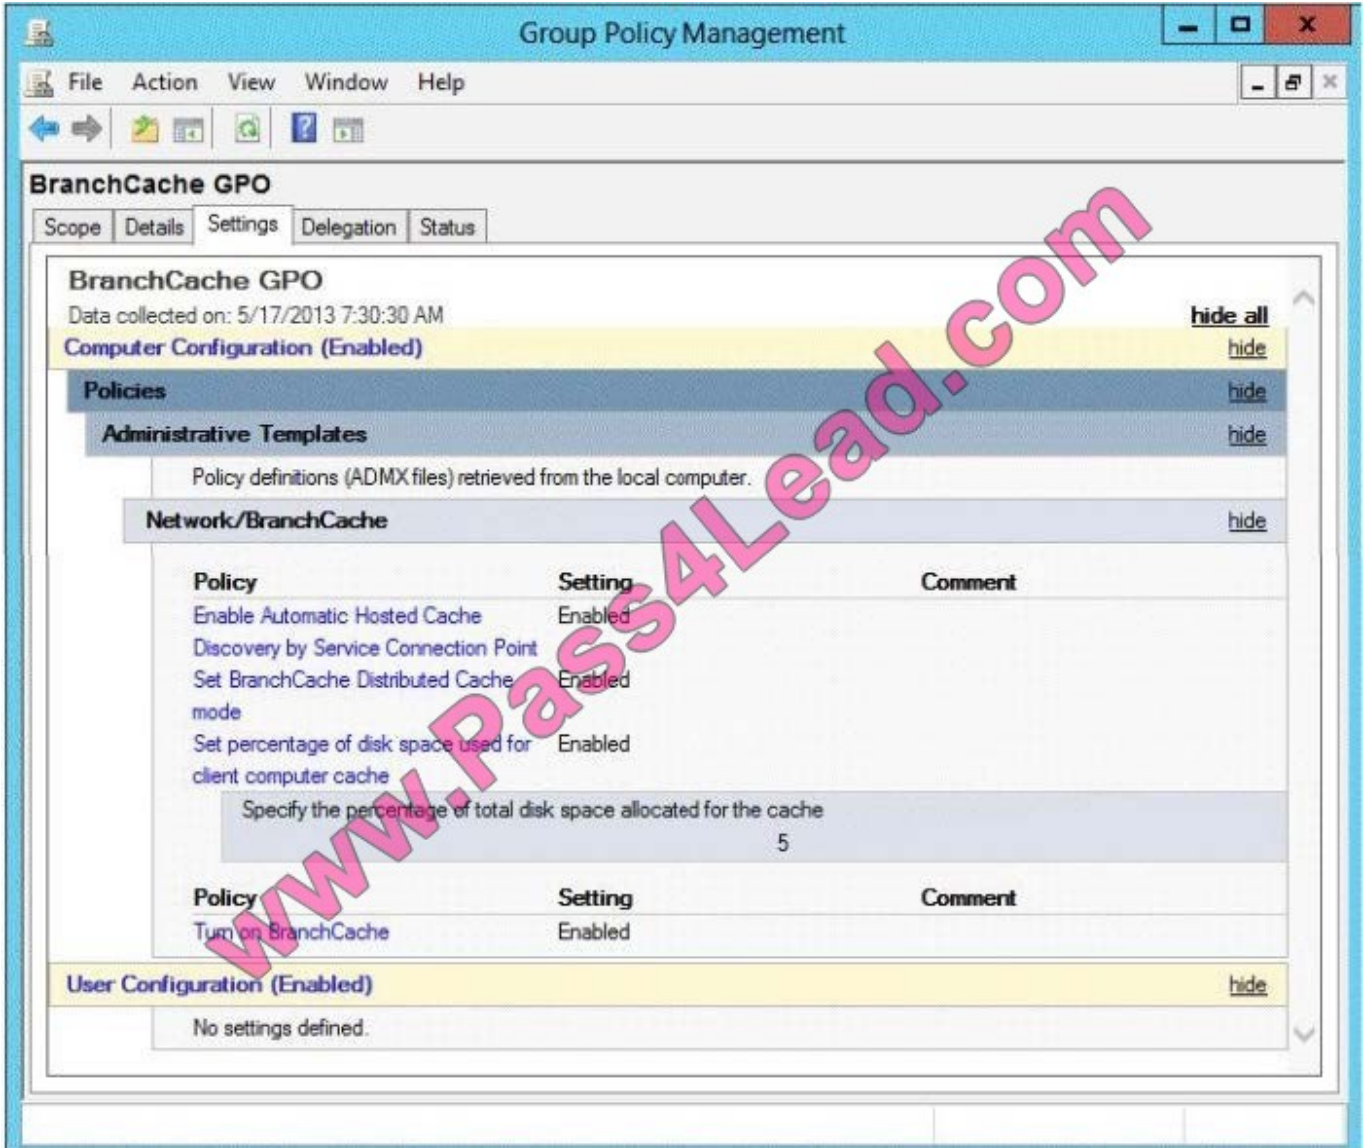 Group Policy Management
File Action View Window Help
BranchCache GPO
Scope Details Settings Delegation Status
BranchCache GPO
Data collected on: 5/17/2013 7:30:30 AM
hide all
Computer Configuration (Enabled) hide
Policies hide
Administrative Templates hide
Policy definitions (ADMX files) retrieved from the local computer.
Network/BranchCache hide
Policy Setting Comment
Enable Automatic Hosted Cache Enabled
Discovery by Service Connection Point
Set BranchCache Distributed Cache Enabled
mode
Set percentage of disk space used for Enabled
client computer cache
Specify the percentage of total disk space allocated for the cache
5
Policy Setting Comment
Turn on BranchCache Enabled
User Configuration (Enabled) hide
No settings defined.
www.Pass4Lead.com